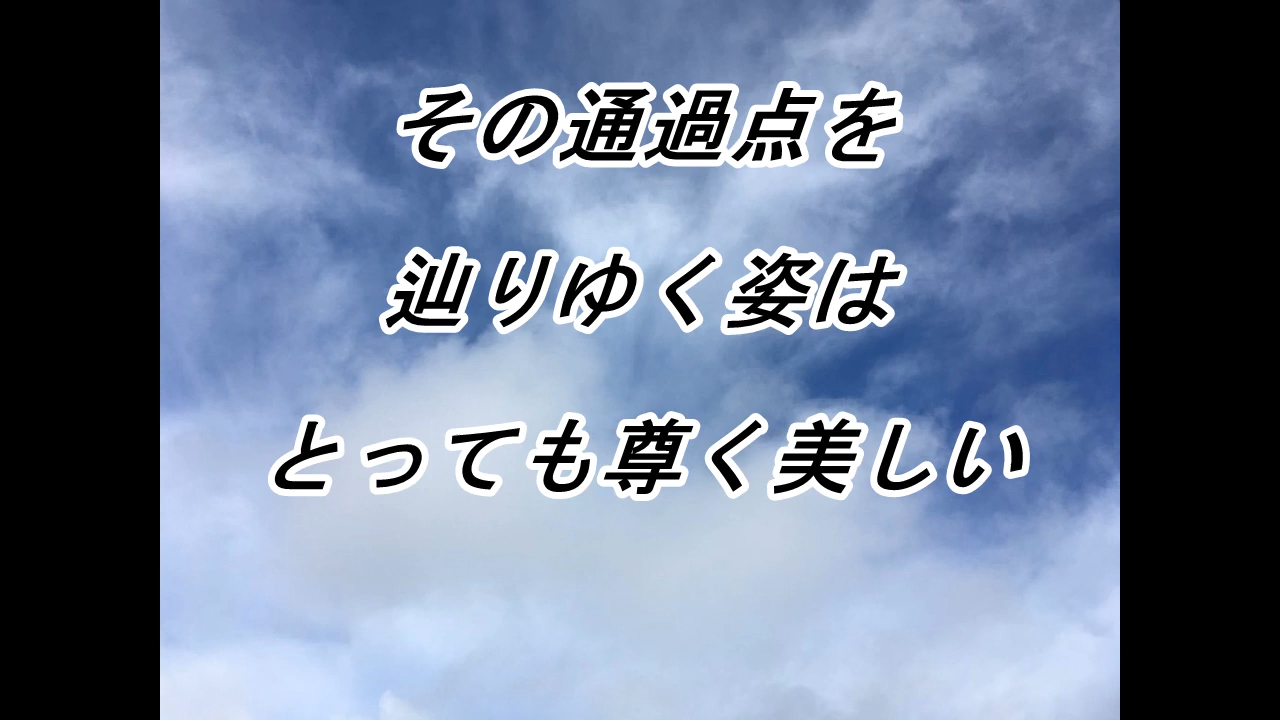 その通過点を
辿りゆく姿は
とっても尊く美しい